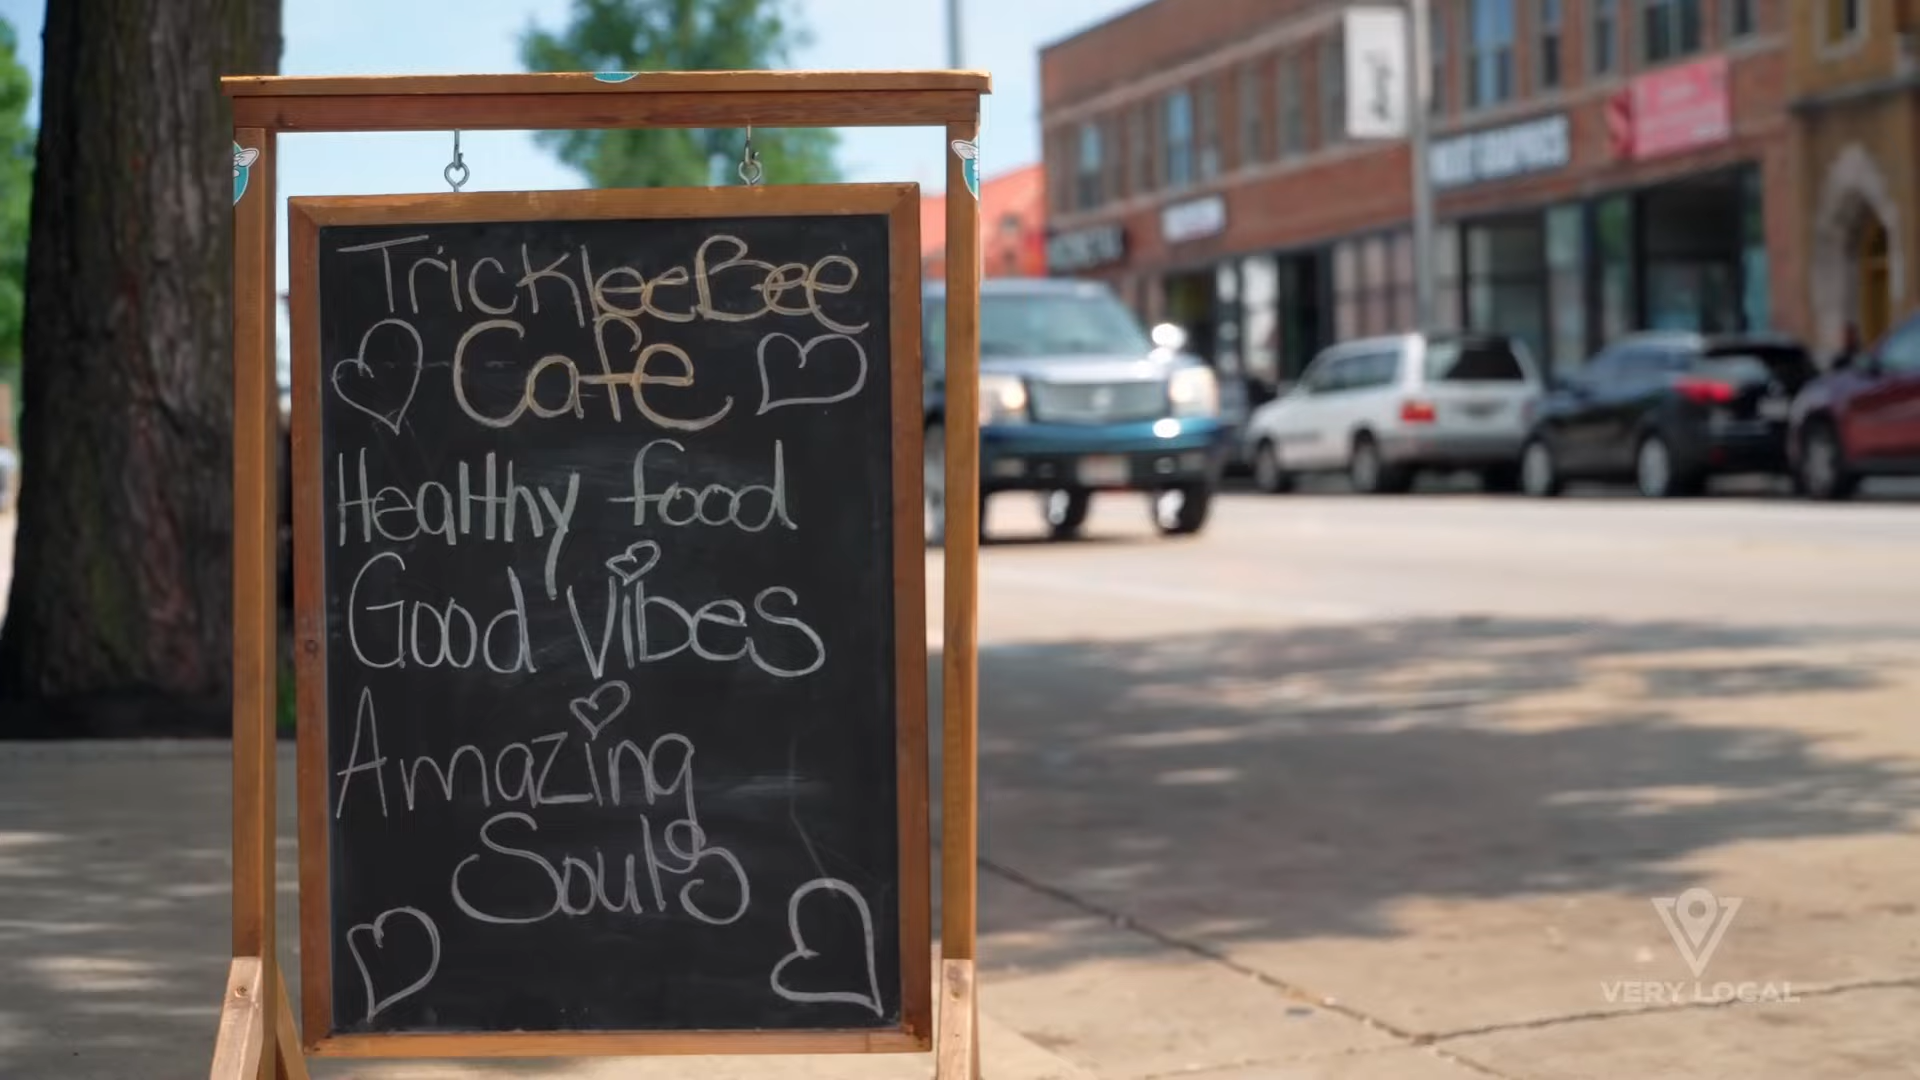 TrickleeBee
Cafe
Healthy food
Good Vibes
Amazing
Souls
VERY LOCAL